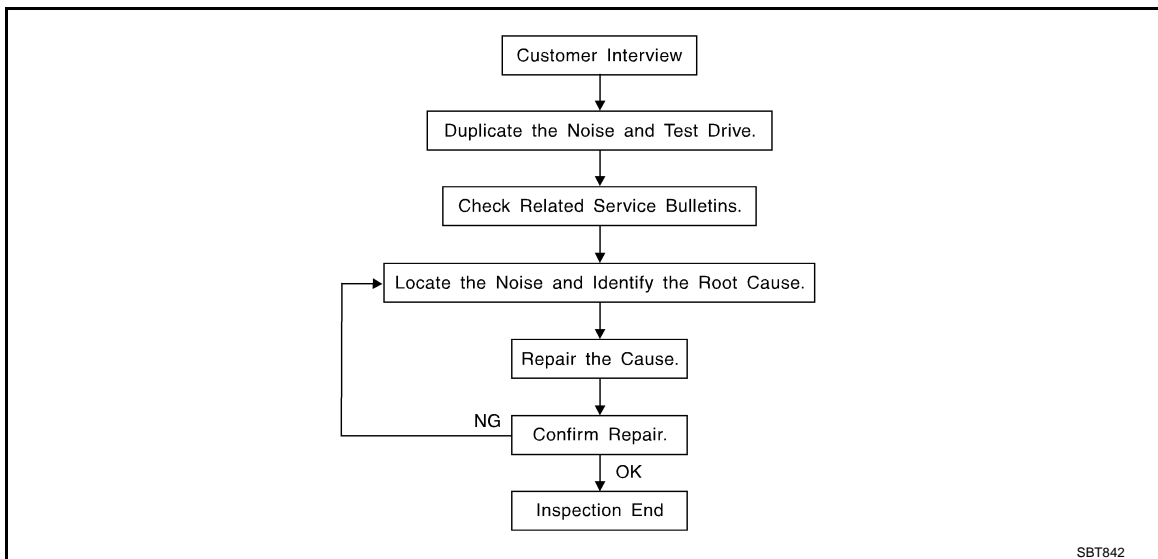 Customer Interview
Duplicate the Noise and Test Drive.
Check Related Service Bulletins.
Locate the Noise and Identify the Root Cause.
Repair the Cause.
NG
Confirm Repair.
OK
Inspection End
SBT842